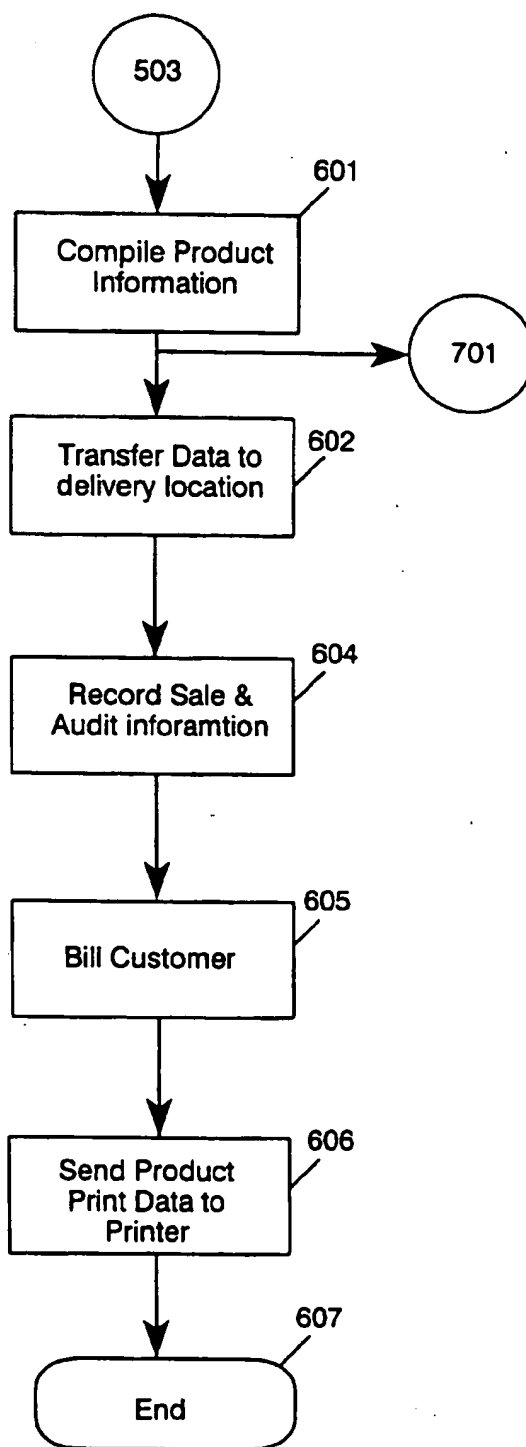 503
601
Compile Product
Information
701
Transfer Data to
delivery location
602
604
Record Sale &
Audit inforamtion
605
Bill Customer
606
Send Product
Print Data to
Printer
607
End